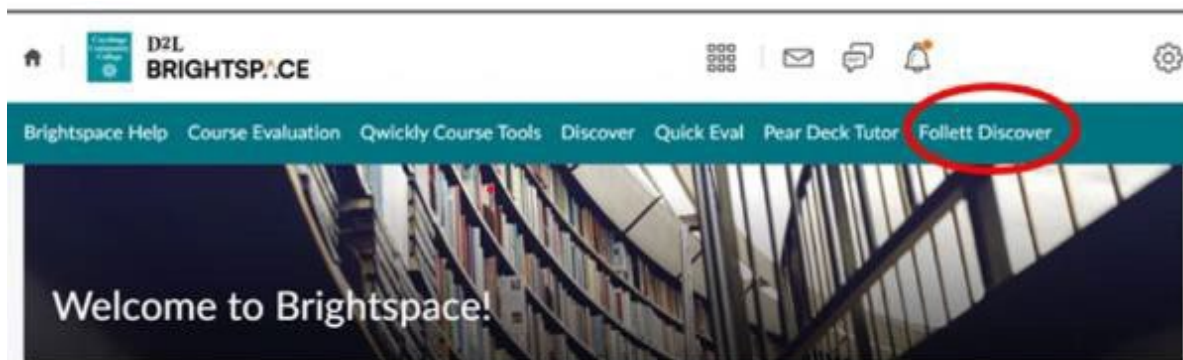 D2L
BRIGHTSPACE
Brightspace Help Course Evaluation Qwickly Course Tools Discover Quick Eval Pear Deck Tutor Follett Discover
Welcome to Brightspace!